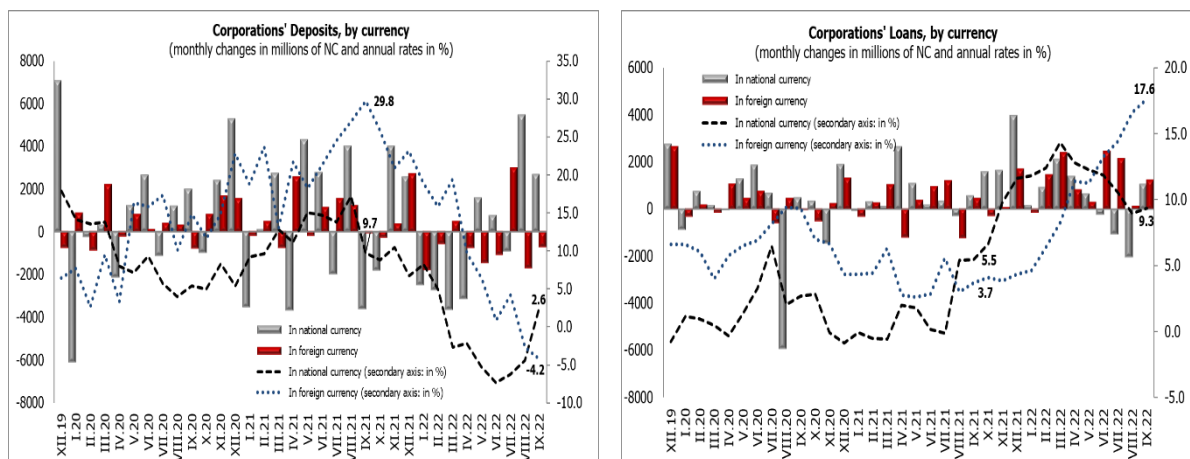 Corporations' Deposits, by currency
(monthly changes in millions of NC and annual rates in %)
8000
6000
4000
2000
0
-2000
-4000
-6000
-8000
35.0
30.0
25.0
20.0
15.0
10.0
5.0
0.0
-5.0
-10.0
29.8
9.7
2.6
-4.2
In national currency
In foreign currency
In national currency (secondary axis: in %)
In foreign currency (secondary axis: in %)
XII.19
I.20
II.20
III.20
IV.20
V.20
VI.20
VII.20
VIII.20
IX.20
X.20
XI.20
XII.20
I.21
II.21
III.21
IV.21
V.21
VI.21
VII.21
VIII.21
IX.21
X.21
XI.21
XII.21
I.22
II.22
III.22
IV.22
V.22
VI.22
VII.22
VIII.22
IX.22
Corporations' Loans, by currency
(monthly changes in millions of NC and annual rates in %)
6000
4000
2000
0
-2000
-4000
-6000
-8000
20.0
15.0
10.0
5.0
0.0
-5.0
In national currency
In foreign currency
In national currency (secondary axis: in %)
In foreign currency (secondary axis: in %)
17.6
9.3
5.5
3.7
XII.19
I.20
II.20
III.20
IV.20
V.20
VI.20
VII.20
VIII.20
IX.20
X.20
XI.20
XII.20
I.21
II.21
III.21
IV.21
V.21
VI.21
VII.21
VIII.21
IX.21
X.21
XI.21
XII.21
I.22
II.22
III.22
IV.22
V.22
VI.22
VII.22
VIII.22
IX.22